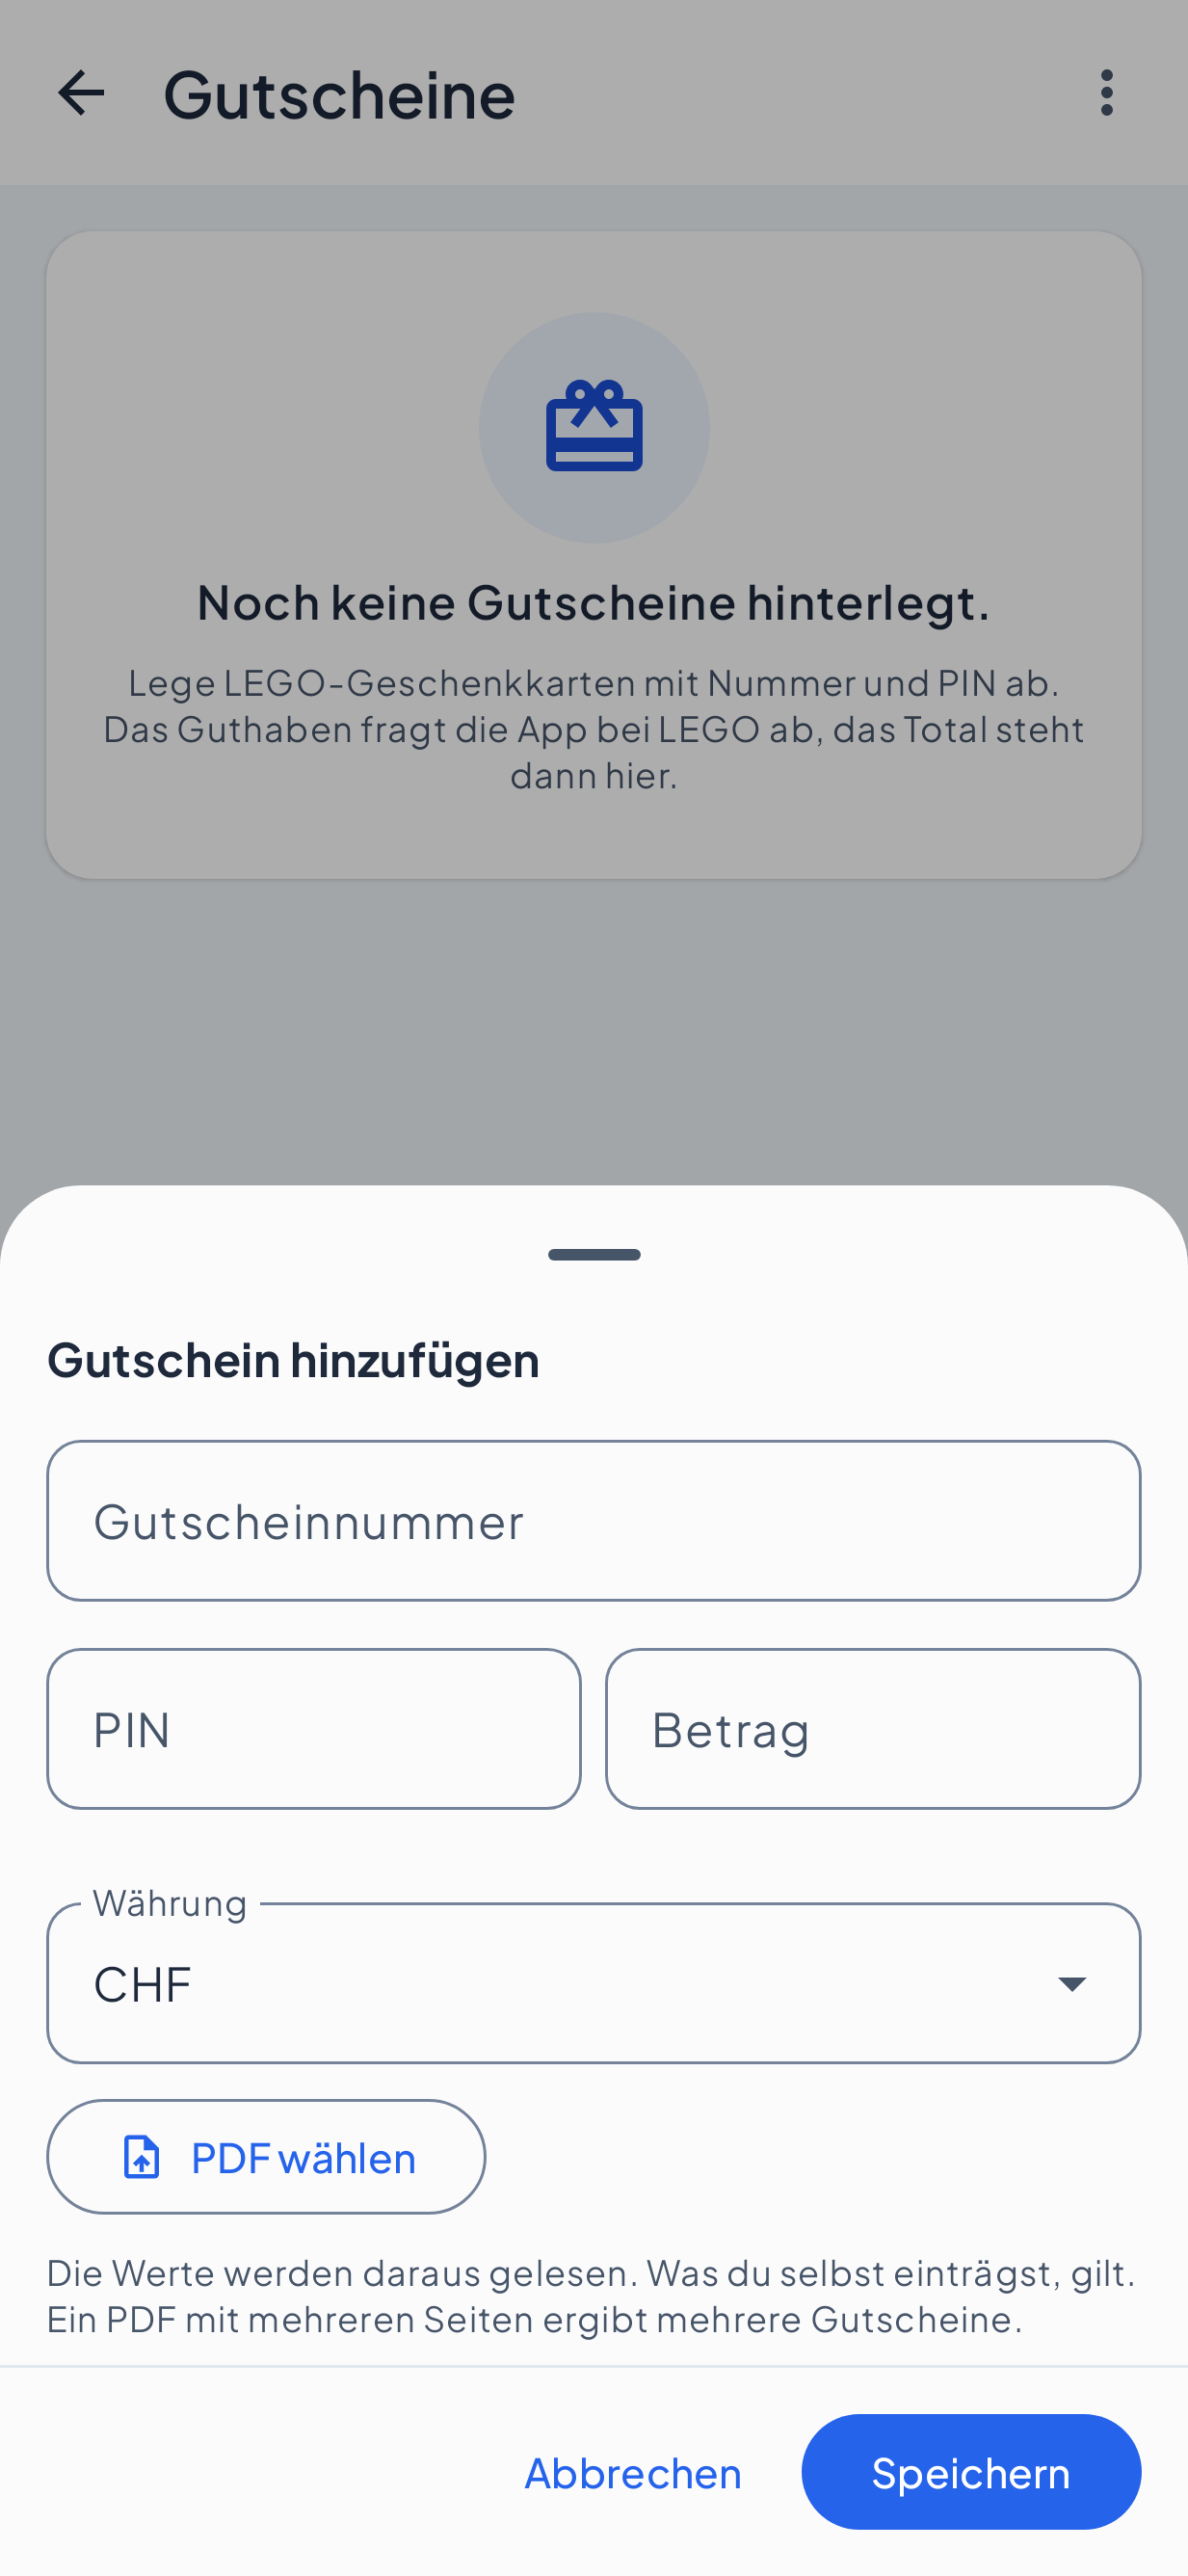 Gutscheine
Noch keine Gutscheine hinterlegt.
Lege LEGO-Geschenkkarten mit Nummer und PIN ab.
Das Guthaben fragt die App bei LEGO ab, das Total steht
dann hier.
Gutschein hinzufügen
Gutscheinnummer
PIN
Betrag
Währung
CHF
PDF wählen
Die Werte werden daraus gelesen. Was du selbst einträgst, gilt.
Ein PDF mit mehreren Seiten ergibt mehrere Gutscheine.
Abbrechen
Speichern